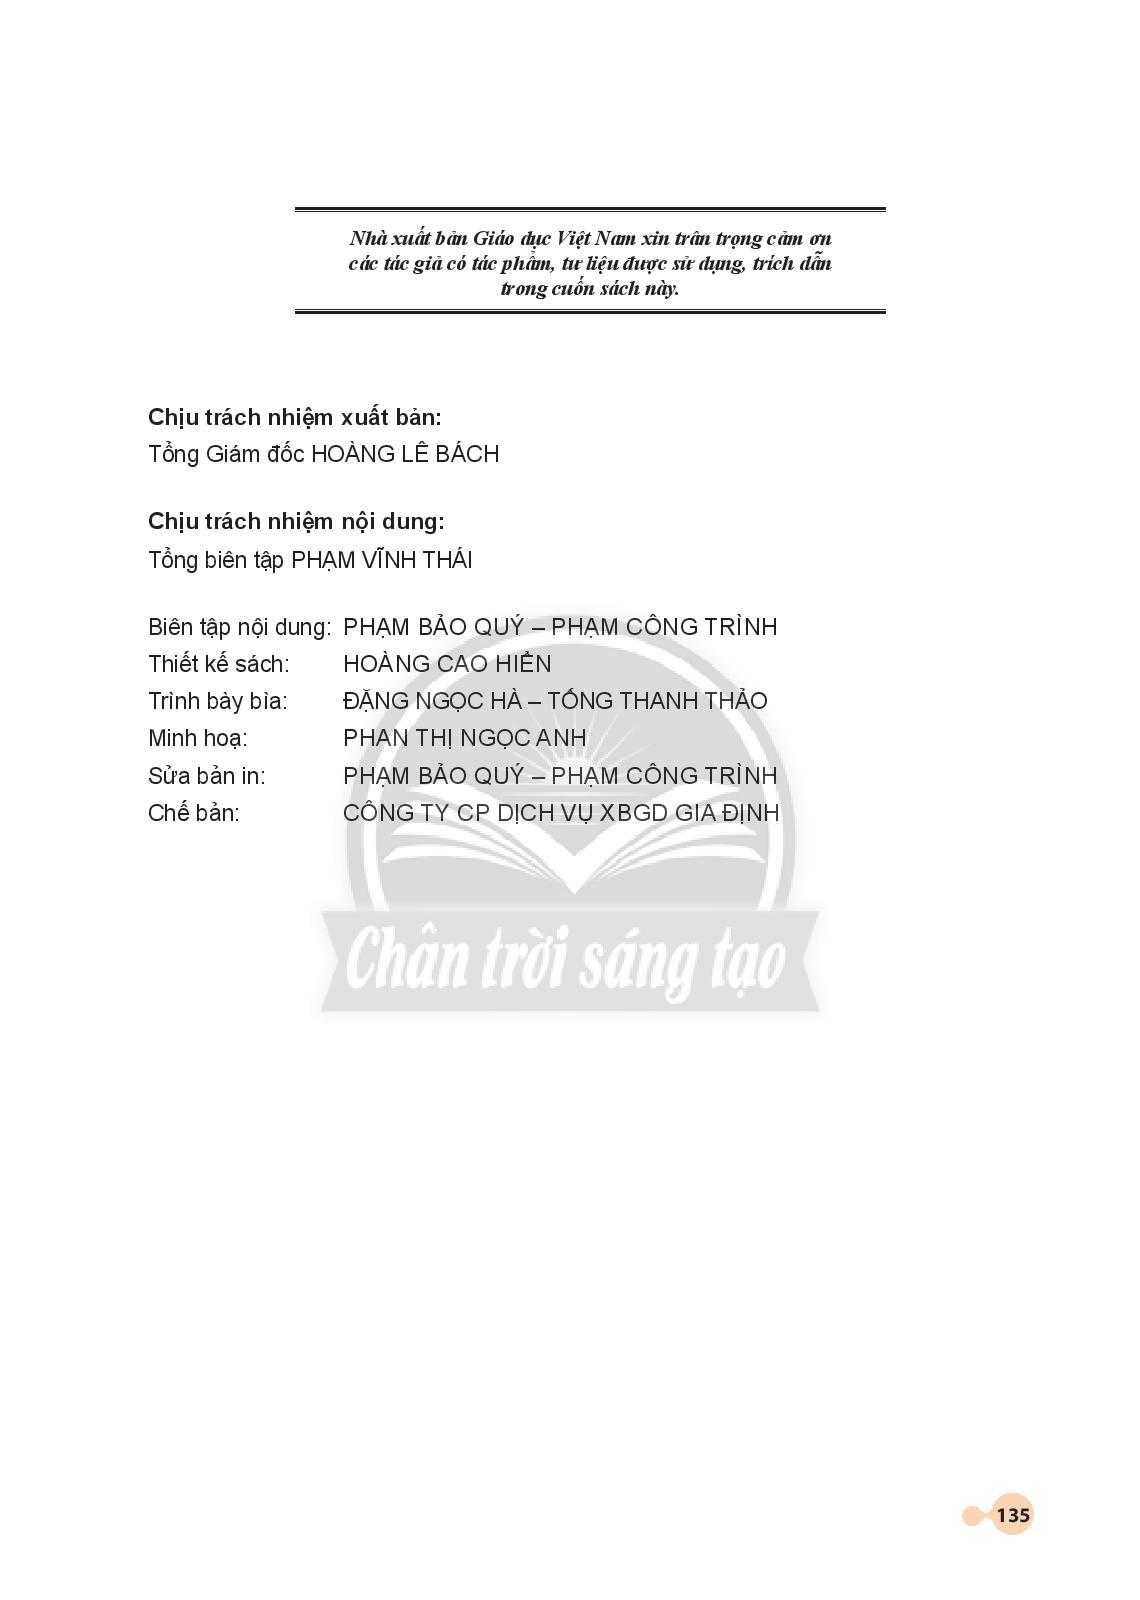 Nhà xuất bản Giáo dục Việt Nam xin trân trọng cảm ơn
các tác giả có tác phẩm, tư liệu được sử dụng, trích dẫn
trong cuốn sách này.
Chịu trách nhiệm xuất bản:
Tổng Giám đốc HOÀNG LÊ BÁCH
Chịu trách nhiệm nội dung:
Tổng biên tập PHẠM VĨNH THÁI
Biên tập nội dung: PHẠM BẢO QUÝ – PHẠM CÔNG TRÌNH
Thiết kế sách: HOÀNG CAO HIỂN
Trình bày bìa: ĐẶNG NGỌC HÀ – TỐNG THANH THẢO
Minh hoạ: PHAN THỊ NGỌC ANH
Sửa bản in: PHẠM BẢO QUÝ – PHẠM CÔNG TRÌNH
Chế bản: CÔNG TY CP DỊCH VỤ XBGD GIA ĐỊNH
Chân trời sáng tạo
135